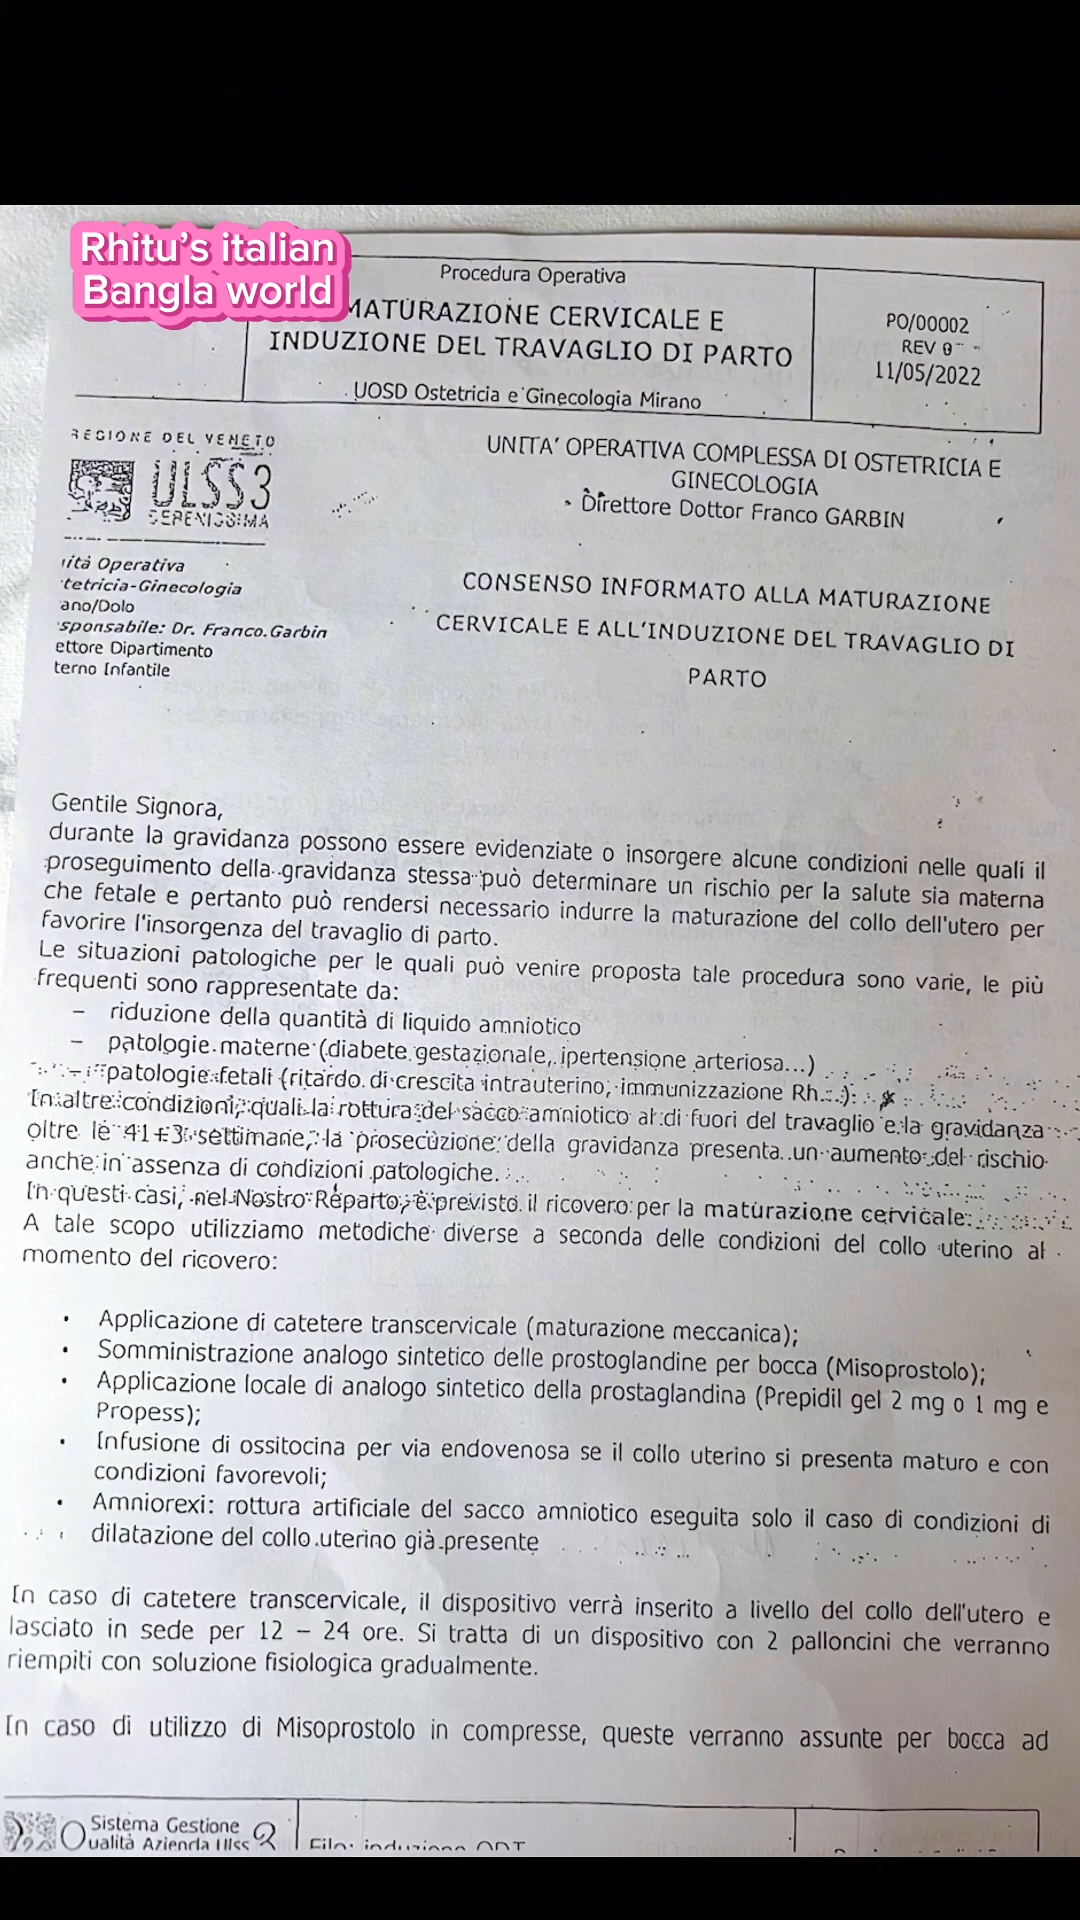 Rhitu's italian
Bangla world
Procedura Operativa
MATURAZIONE CERVICALE E
INDUZIONE DEL TRAVAGLIO DI PARTO
UOSD Ostetricia e Ginecologia Mirano
PO/00002
REV 0
11/05/2022
REGIONE DEL VENETO
ULSS3
SERENISSIMA
ità Operativa
tetricia-Ginecologia
ano/Dolo
sponsabile: Dr. Franco.Garbin
ettore Dipartimento
terno Infantile
UNITA' OPERATIVA COMPLESSA DI OSTETRICIA E
GINECOLOGIA
Direttore Dottor Franco GARBIN
CONSENSO INFORMATO ALLA MATURAZIONE
CERVICALE E ALL'INDUZIONE DEL TRAVAGLIO DI
PARTO
Gentile Signora,
durante la gravidanza possono essere evidenziate o insorgere alcune condizioni nelle quali il
proseguimento della gravidanza stessa può determinare un rischio per la salute sia materna
che fetale e pertanto può rendersi necessario indurre la maturazione del collo dell'utero per
favorire l'insorgenza del travaglio di parto.
Le situazioni patologiche per le quali può venire proposta tale procedura sono varie, le più
frequenti sono rappresentate da:
– riduzione della quantità di liquido amniotico
– patologie materne (diabete gestazionale, ipertensione arteriosa...)
– patologie fetali (ritardo di crescita intrauterino, immunizzazione Rh...)
In altre condizioni, quali la rottura del sacco amniotico al di fuori del travaglio e la gravidanza
oltre le 41+3 settimane, la prosecuzione della gravidanza presenta un aumento del rischio
anche in assenza di condizioni patologiche.
In questi casi, nel Nostro Reparto, è previsto il ricovero per la maturazione cervicale.
A tale scopo utilizziamo metodiche diverse a seconda delle condizioni del collo uterino al
momento del ricovero:
• Applicazione di catetere transcervicale (maturazione meccanica);
• Somministrazione analogo sintetico delle prostoglandine per bocca (Misoprostolo);
• Applicazione locale di analogo sintetico della prostaglandina (Prepidil gel 2 mg o 1 mg e
Propess);
• Infusione di ossitocina per via endovenosa se il collo uterino si presenta maturo e con
condizioni favorevoli;
• Amniorexi: rottura artificiale del sacco amniotico eseguita solo il caso di condizioni di
dilatazione del collo uterino già presente
In caso di catetere transcervicale, il dispositivo verrà inserito a livello del collo dell'utero e
lasciato in sede per 12 – 24 ore. Si tratta di un dispositivo con 2 palloncini che verranno
riempiti con soluzione fisiologica gradualmente.
In caso di utilizzo di Misoprostolo in compresse, queste verranno assunte per bocca ad
Sistema Gestione
Qualità Azienda Ulss
File: induzione ODT